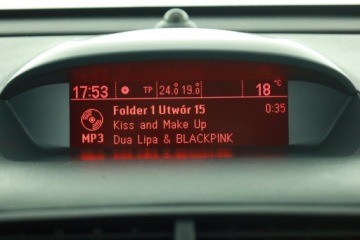 17:53 TP 24.0 19.0 18 °C
Folder 1 Utwór 15 0:35
Kiss and Make Up
MP3 Dua Lipa & BLACKPINK